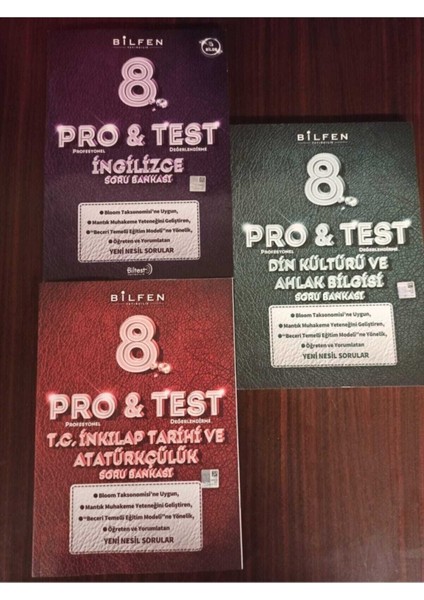 BİLFEN
YAYINCILIK
8.
PRO & TEST
PROFESYONEL DEĞERLENDİRME
İNGİLİZCE
SORU BANKASI
Bloom Taksonomisi'ne Uygun,
Mantık Muhakeme Yeteneğini Geliştiren,
"Beceri Temelli Eğitim Modeli"ne Yönelik,
Öğreten ve Yorumlatan
YENİ NESİL SORULAR
Bitest
BİLFEN
YAYINCILIK
8.
PRO & TEST
PROFESYONEL DEĞERLENDİRME
DİN KÜLTÜRÜ VE
AHLAK BİLGİSİ
SORU BANKASI
Bloom Taksonomisi'ne Uygun,
Mantık Muhakeme Yeteneğini Geliştiren,
"Beceri Temelli Eğitim Modeli"ne Yönelik,
Öğreten ve Yorumlatan
YENİ NESİL SORULAR
BİLFEN
YAYINCILIK
8.
PRO & TEST
PROFESYONEL DEĞERLENDİRME
T.C. İNKILAP TARİHİ VE
ATATÜRKÇÜLÜK
SORU BANKASI
Bloom Taksonomisi'ne Uygun,
Mantık Muhakeme Yeteneğini Geliştiren,
"Beceri Temelli Eğitim Modeli"ne Yönelik,
Öğreten ve Yorumlatan
YENİ NESİL SORULAR